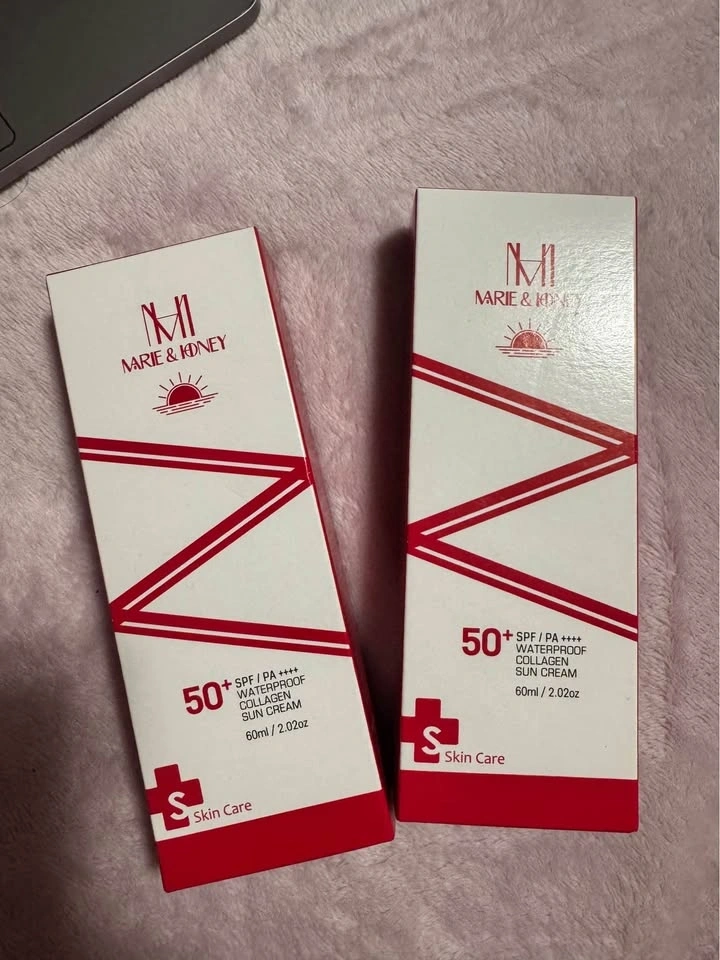 MARIE & HONEY
50+ SPF / PA ++++
WATERPROOF
COLLAGEN
SUN CREAM
60ml / 2.02oz
S Skin Care
MARIE & HONEY
50+ SPF / PA ++++
WATERPROOF
COLLAGEN
SUN CREAM
60ml / 2.02oz
S Skin Care